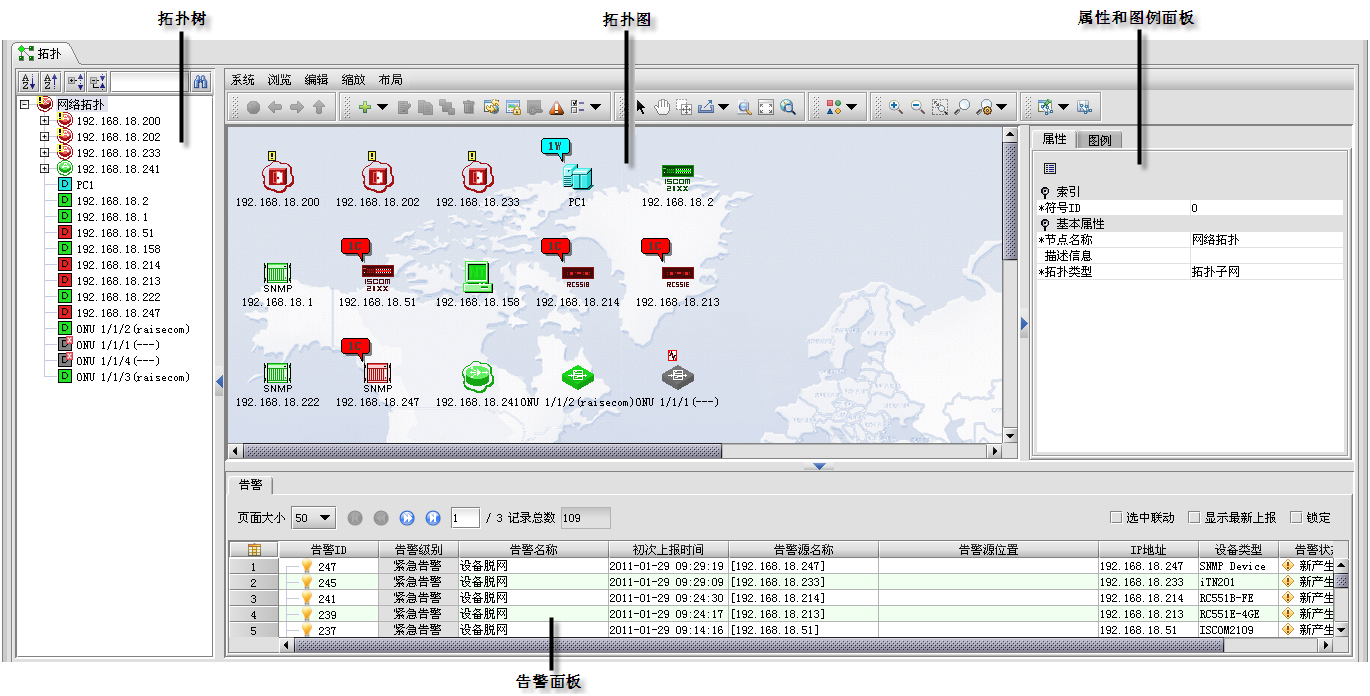 拓扑树
拓扑图
属性和图例面板
拓扑
网络拓扑
192.168.18.200
192.168.18.202
192.168.18.233
192.168.18.241
D PC1
D 192.168.18.2
D 192.168.18.1
D 192.168.18.51
D 192.168.18.158
D 192.168.18.214
D 192.168.18.213
D 192.168.18.222
D 192.168.18.247
D ONU 1/1/2(raisecom)
ONU 1/1/1(---)
ONU 1/1/4(---)
D ONU 1/1/3(raisecom)
系统 浏览 编辑 缩放 布局
1W
ISCOM
21XX
192.168.18.200 192.168.18.202 192.168.18.233 PC1 192.168.18.2
1C 1C 1C
SNMP ISCOM 21XX RC551B RC551E
192.168.18.1 192.168.18.51 192.168.18.158 192.168.18.214 192.168.18.213
1C
SNMP SNMP
192.168.18.222 192.168.18.247 192.168.18.241 ONU 1/1/2(raisecom) ONU 1/1/1(---)
属性 图例
索引
*符号ID 0
基本属性
*节点名称 网络拓扑
描述信息
*拓扑类型 拓扑子网
告警
页面大小 50 1 / 3 记录总数 109 选中联动 显示最新上报 锁定
告警ID 告警级别 告警名称 初次上报时间 告警源名称 告警源位置 IP地址 设备类型 告警状
1 247 紧急告警 设备脱网 2011-01-29 09:29:19 [192.168.18.247] 192.168.18.247 SNMP Device 新产生
2 245 紧急告警 设备脱网 2011-01-29 09:29:09 [192.168.18.233] 192.168.18.233 iTN201 新产生
3 241 紧急告警 设备脱网 2011-01-29 09:24:30 [192.168.18.214] 192.168.18.214 RC551B-FE 新产生
4 239 紧急告警 设备脱网 2011-01-29 09:24:17 [192.168.18.213] 192.168.18.213 RC551E-4GE 新产生
5 237 紧急告警 设备脱网 2011-01-29 09:14:16 [192.168.18.51] 192.168.18.51 ISCOM2109 新产生
告警面板